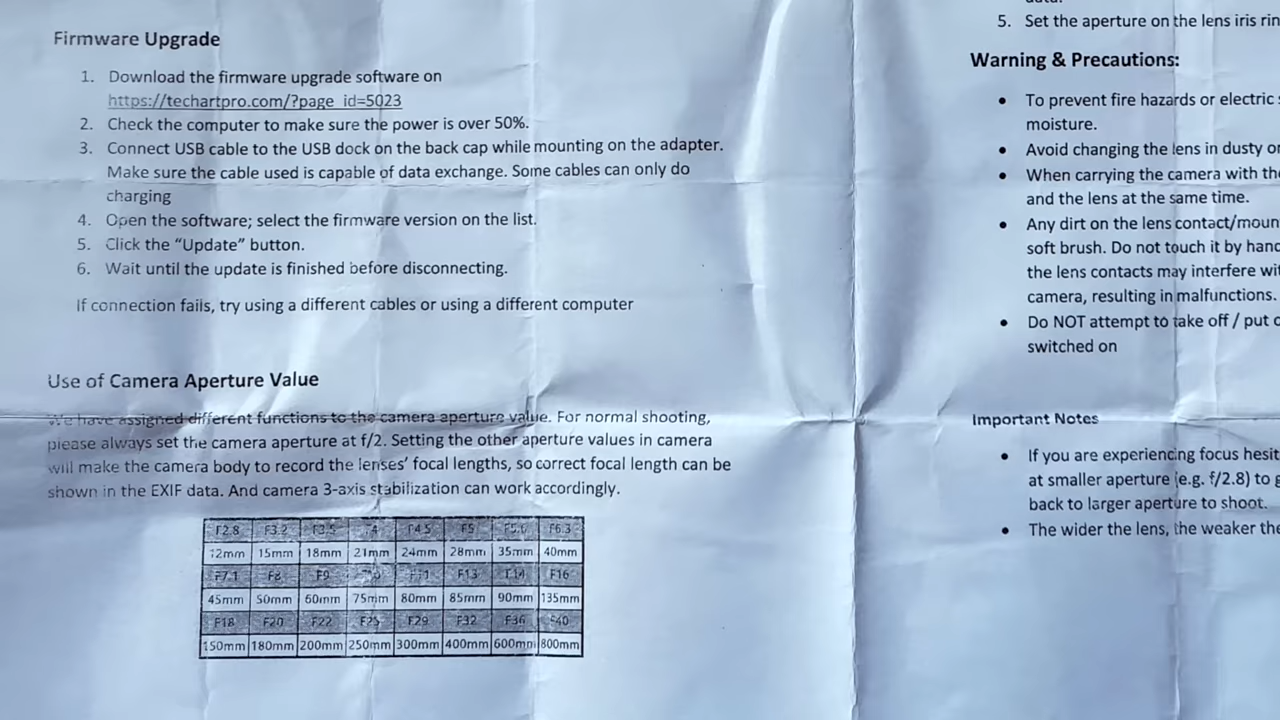 Firmware Upgrade
1. Download the firmware upgrade software on
https://techartpro.com/?page_id=5023
2. Check the computer to make sure the power is over 50%.
3. Connect USB cable to the USB dock on the back cap while mounting on the adapter.
Make sure the cable used is capable of data exchange. Some cables can only do
charging
4. Open the software; select the firmware version on the list.
5. Click the “Update” button.
6. Wait until the update is finished before disconnecting.
If connection fails, try using a different cables or using a different computer
Use of Camera Aperture Value
We have assigned different functions to the camera aperture value. For normal shooting,
please always set the camera aperture at f/2. Setting the other aperture values in camera
will make the camera body to record the lenses’ focal lengths, so correct focal length can be
shown in the EXIF data. And camera 3-axis stabilization can work accordingly.
F2.8 F3.2 F3.5 F4 F4.5 F5 F5.6 F6.3
12mm 15mm 18mm 21mm 24mm 28mm 35mm 40mm
F7.1 F8 F9 F11 F13 F14 F16
45mm 50mm 60mm 75mm 80mm 85mm 90mm 135mm
F18 F20 F22 F25 F29 F32 F36 F40
150mm 180mm 200mm 250mm 300mm 400mm 600mm 800mm
5. Set the aperture on the lens iris rin
Warning & Precautions:
• To prevent fire hazards or electric
moisture.
• Avoid changing the lens in dusty or
• When carrying the camera with the
and the lens at the same time.
• Any dirt on the lens contact/moun
soft brush. Do not touch it by hand
the lens contacts may interfere wit
camera, resulting in malfunctions.
• Do NOT attempt to take off / put o
switched on
Important Notes
• If you are experiencing focus hesit
at smaller aperture (e.g. f/2.8) to g
back to larger aperture to shoot.
• The wider the lens, the weaker the